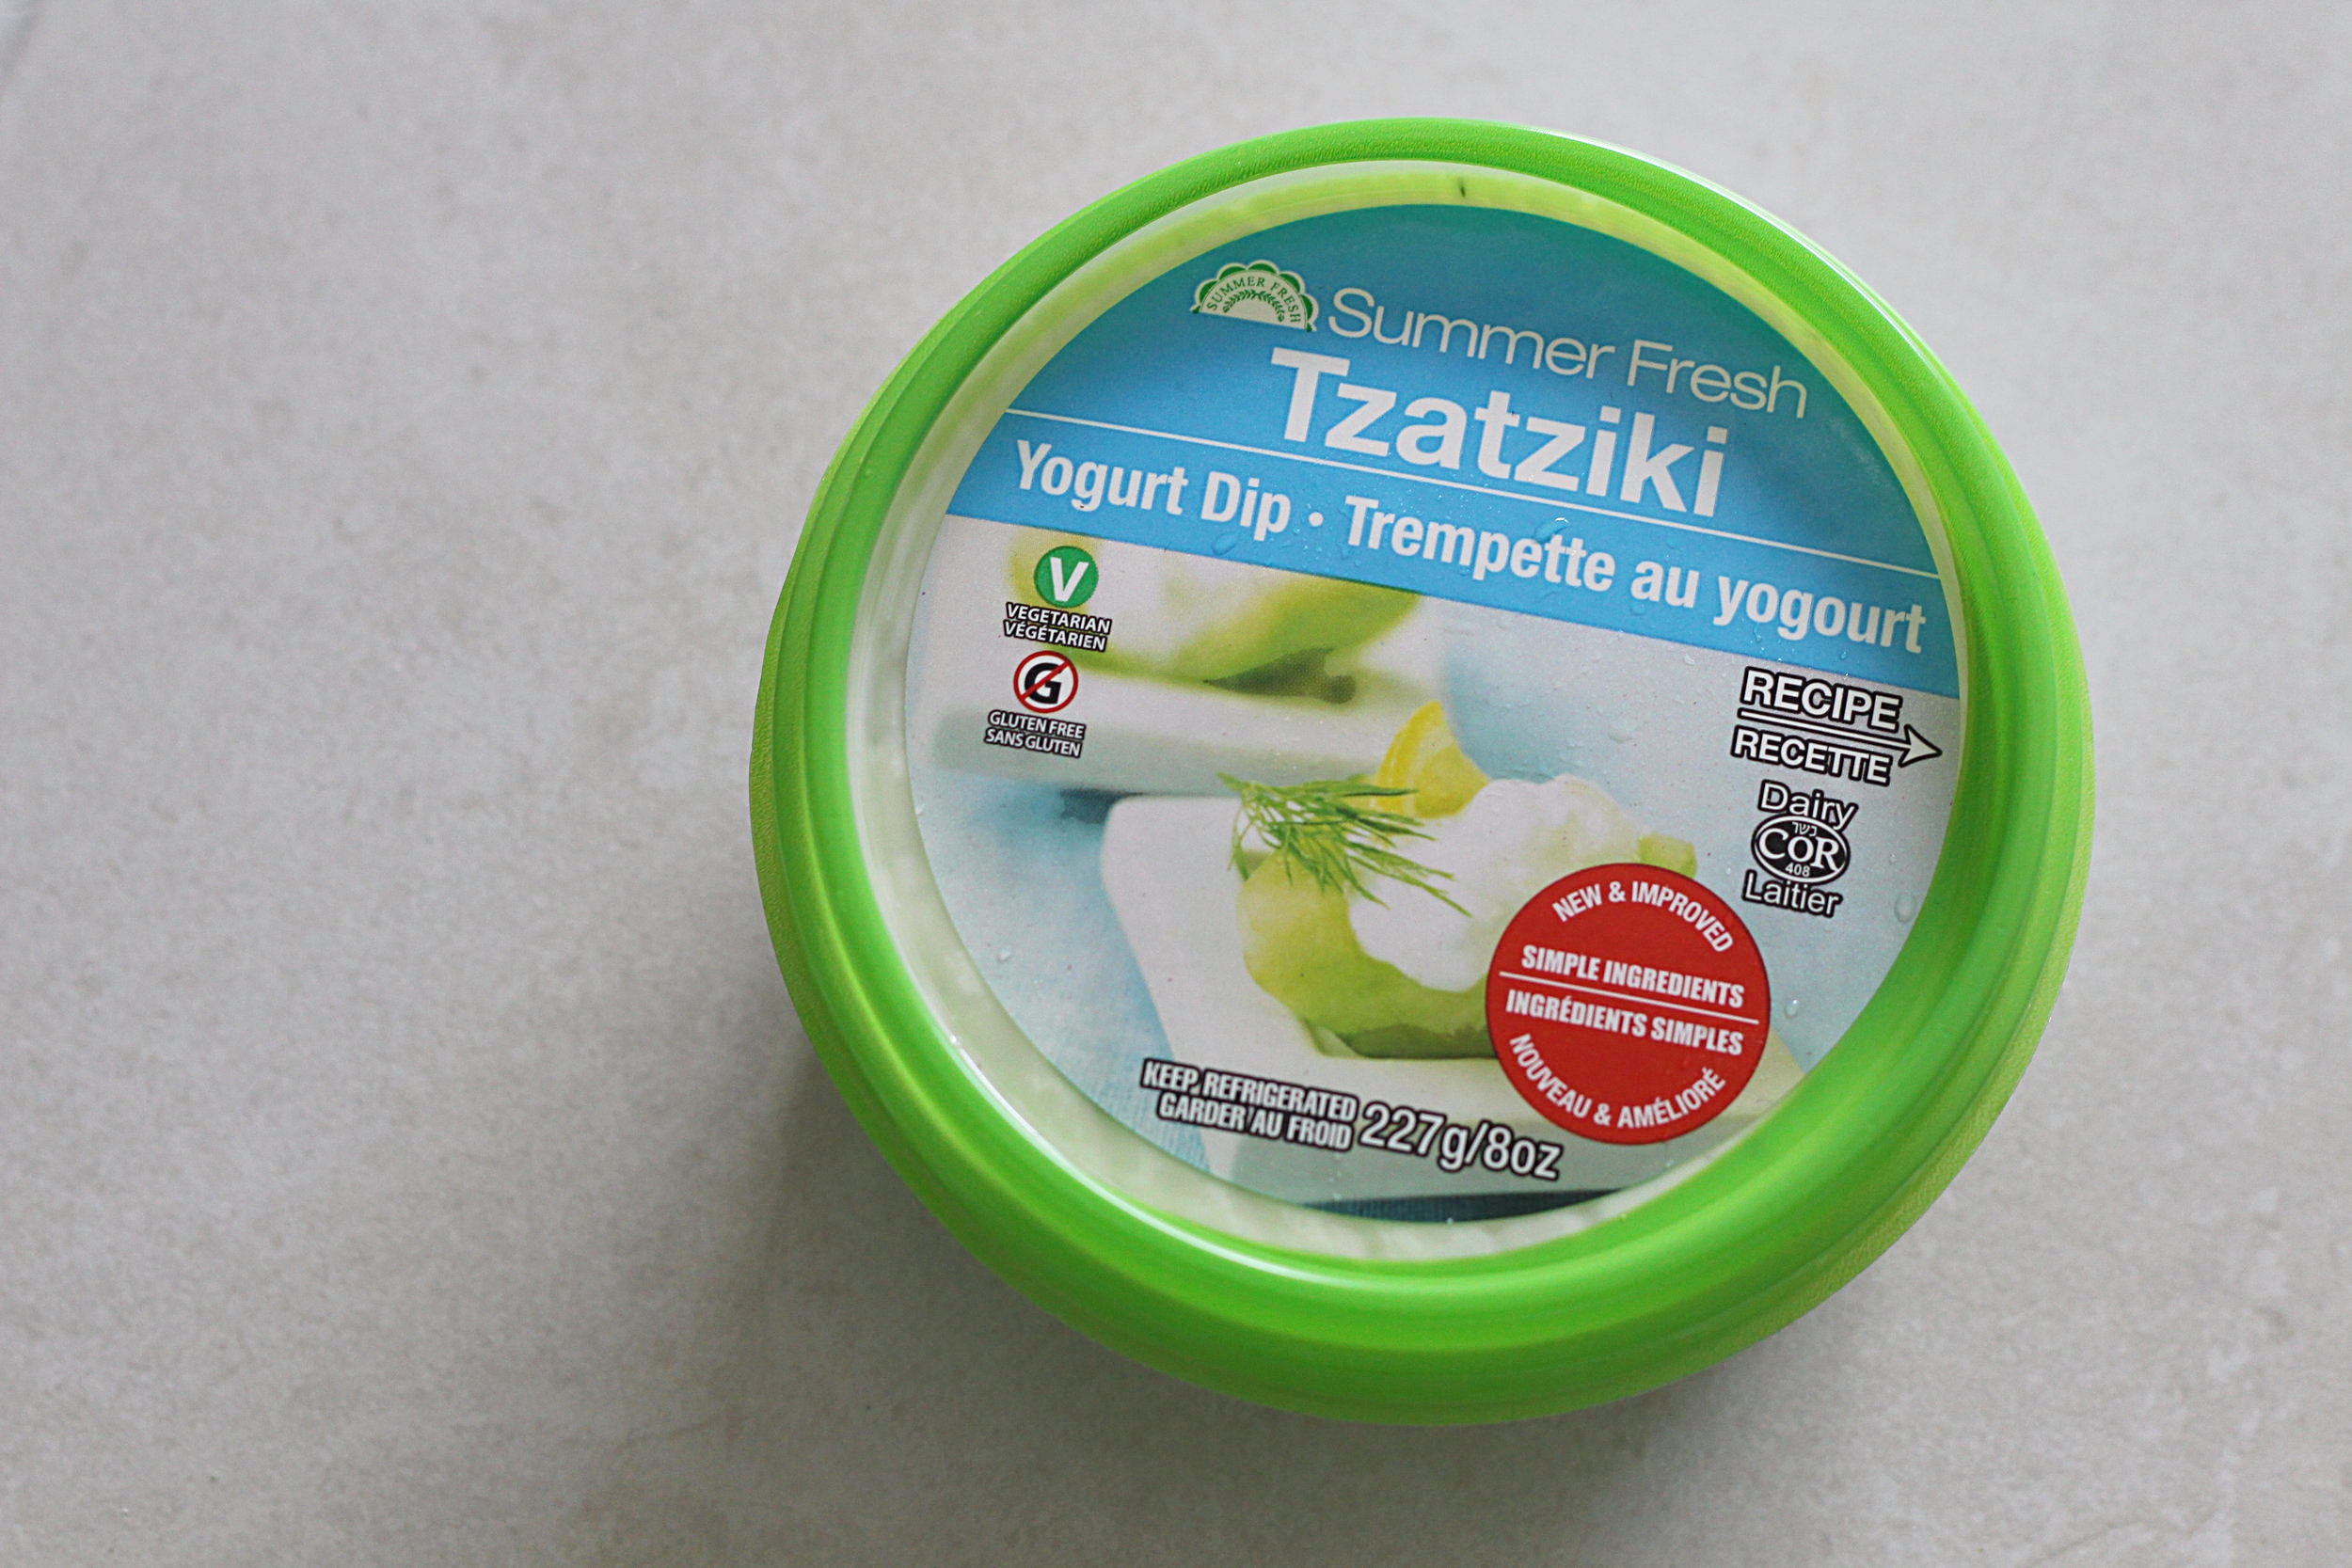 SUMMER FRESH
Summer Fresh
Tzatziki
Yogurt Dip • Trempette au yogourt
V
VEGETARIAN
VÉGÉTARIEN
G
GLUTEN FREE
SANS GLUTEN
RECIPE
RECETTE
Dairy
כשר
COR
408
Laitier
NEW & IMPROVED
SIMPLE INGREDIENTS
INGRÉDIENTS SIMPLES
NOUVEAU & AMÉLIORÉ
KEEP REFRIGERATED
GARDER AU FROID
227g/8oz